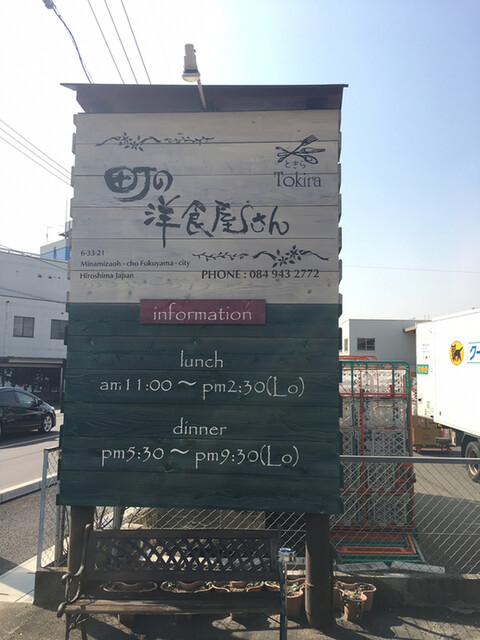 町の
洋食屋さん
ときら
Tokira
6-33-21
Minamizaoh・cho Fukuyama・city
Hiroshima Japan
PHONE : 084 943 2772
information
lunch
am11:00〜pm2:30(Lo)
dinner
pm5:30〜pm9:30(Lo)